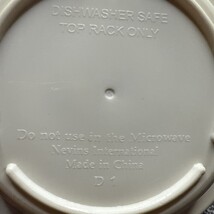 DISHWASHER SAFE
TOP RACK ONLY
Do not use in the Microwave
Nevins International
Made in China
D 1